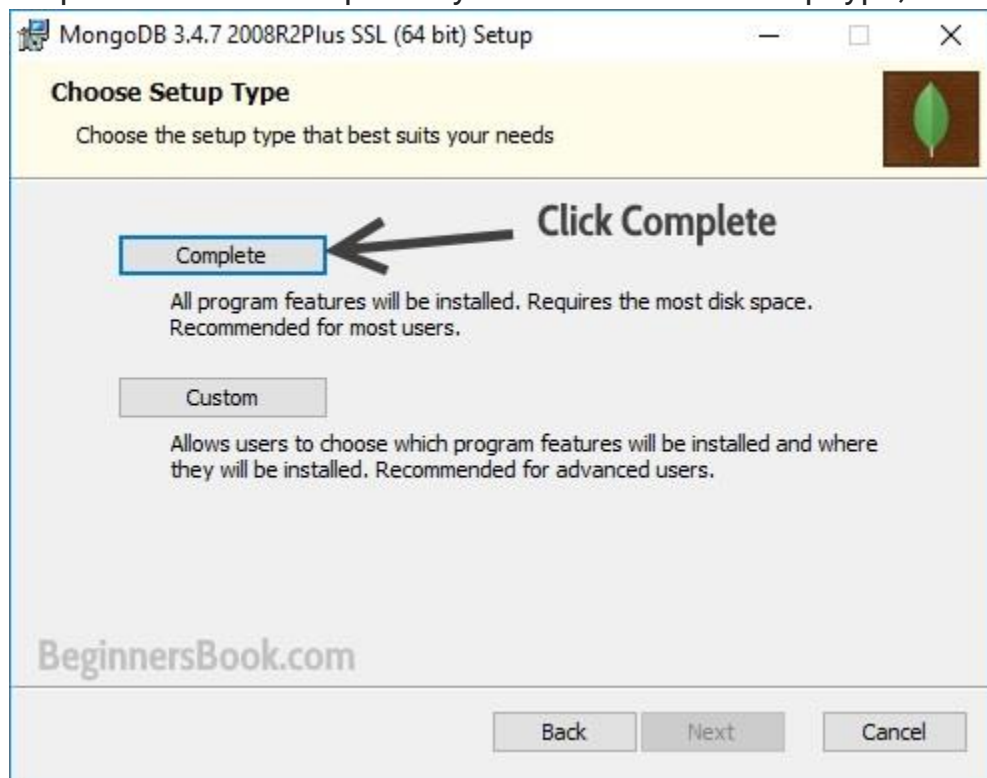 MongoDB 3.4.7 2008R2Plus SSL (64 bit) Setup
Choose Setup Type
Choose the setup type that best suits your needs
Click Complete
Complete
All program features will be installed. Requires the most disk space.
Recommended for most users.
Custom
Allows users to choose which program features will be installed and where
they will be installed. Recommended for advanced users.
BeginnersBook.com
Back Next Cancel